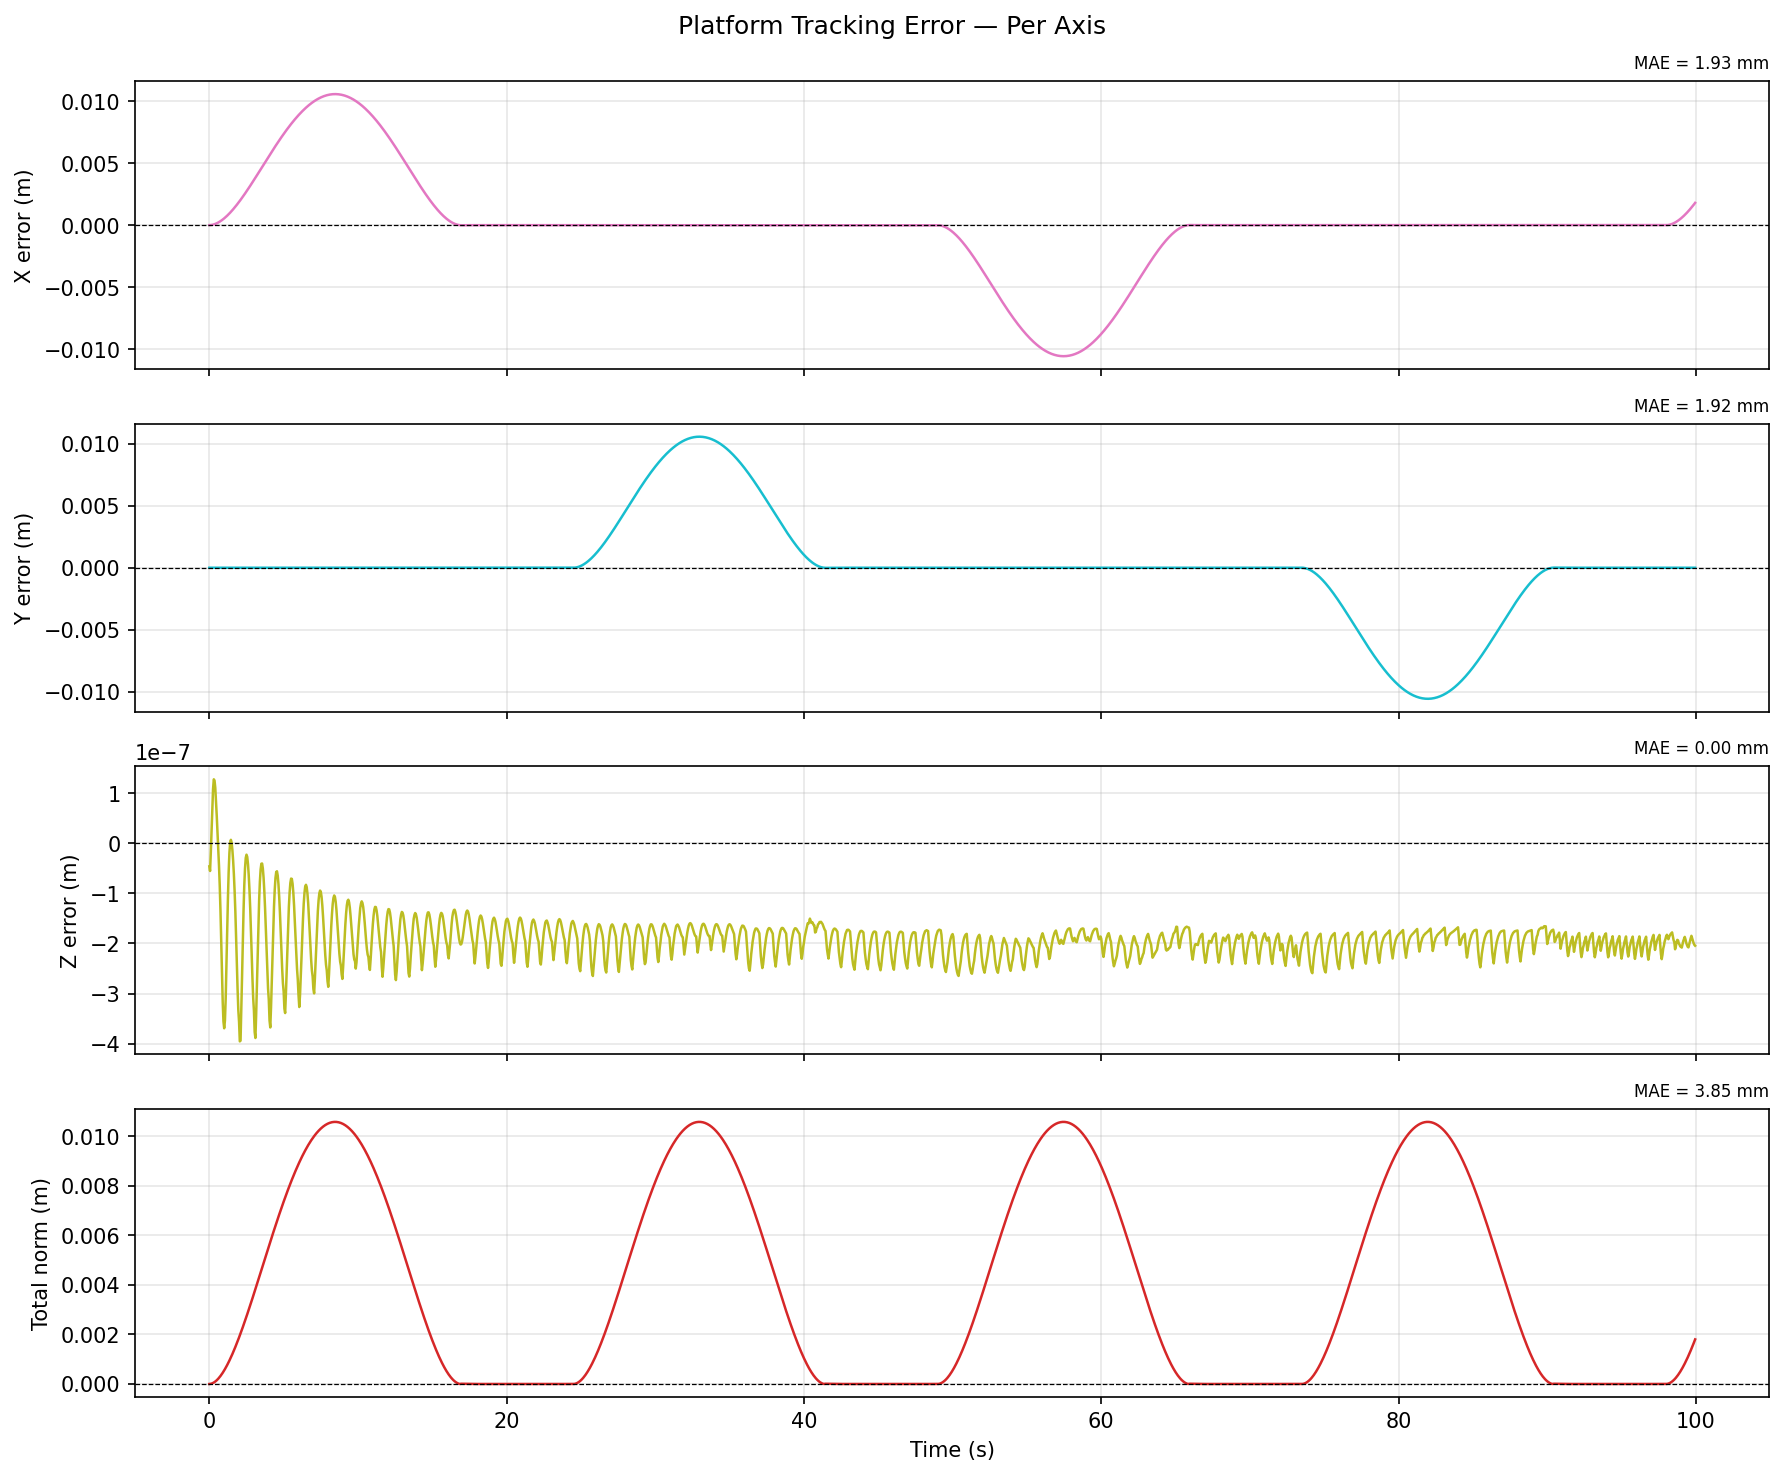 Platform Tracking Error — Per Axis
MAE = 1.93 mm
0.010
0.005
0.000
−0.005
−0.010
X error (m)
MAE = 1.92 mm
0.010
0.005
0.000
−0.005
−0.010
Y error (m)
1e−7
MAE = 0.00 mm
1
0
−1
−2
−3
−4
Z error (m)
MAE = 3.85 mm
0.010
0.008
0.006
0.004
0.002
0.000
Total norm (m)
0 20 40 60 80 100
Time (s)